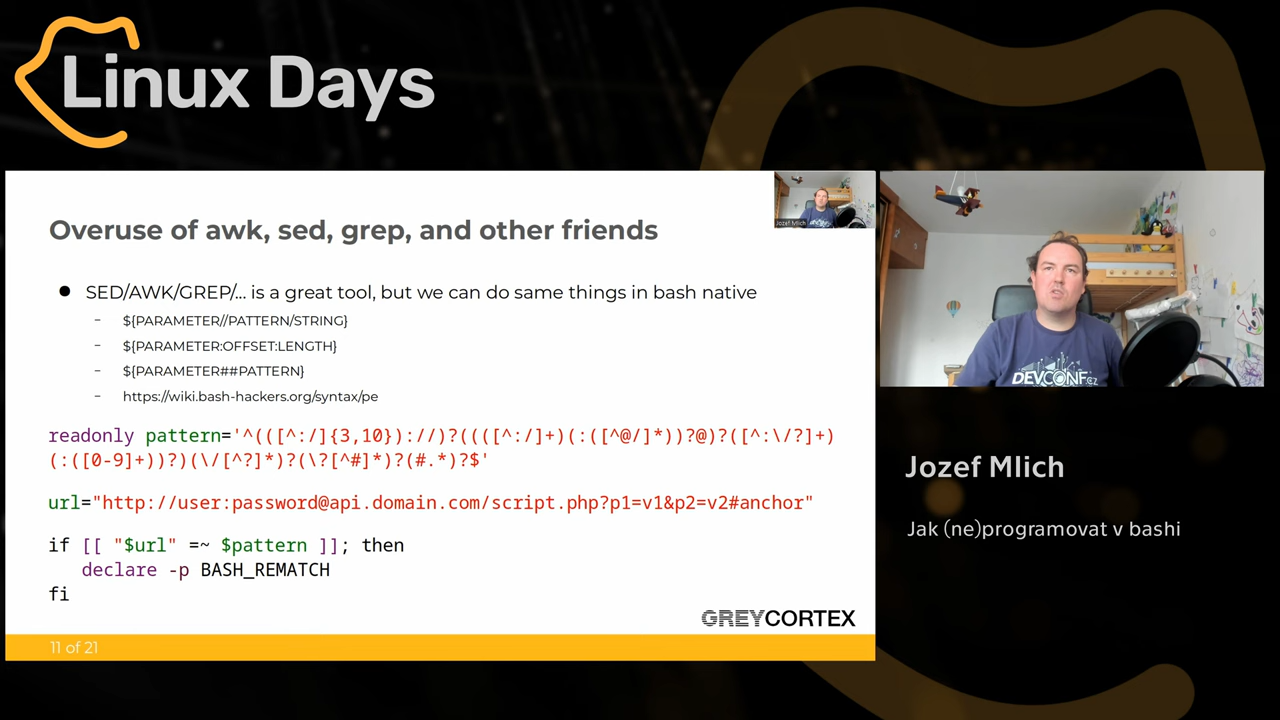 Linux Days
Overuse of awk, sed, grep, and other friends
Jozef Mlich
● SED/AWK/GREP/... is a great tool, but we can do same things in bash native
- ${PARAMETER//PATTERN/STRING}
- ${PARAMETER:OFFSET:LENGTH}
- ${PARAMETER##PATTERN}
- https://wiki.bash-hackers.org/syntax/pe
readonly pattern='^(([^:/]{3,10})://)?((([^:/]+)(:([^@/]*))?@)?([^:\/?]+)
(:([0-9]+))?)(\/[^?]*)?(\?[^#]*)?(#.*)?$'
url="http://user:password@api.domain.com/script.php?p1=v1&p2=v2#anchor"
if [[ "$url" =~ $pattern ]]; then
declare -p BASH_REMATCH
fi
GREYCORTEX
11 of 21
DEVCONF.CZ
Jozef Mlich
Jak (ne)programovat v bashi